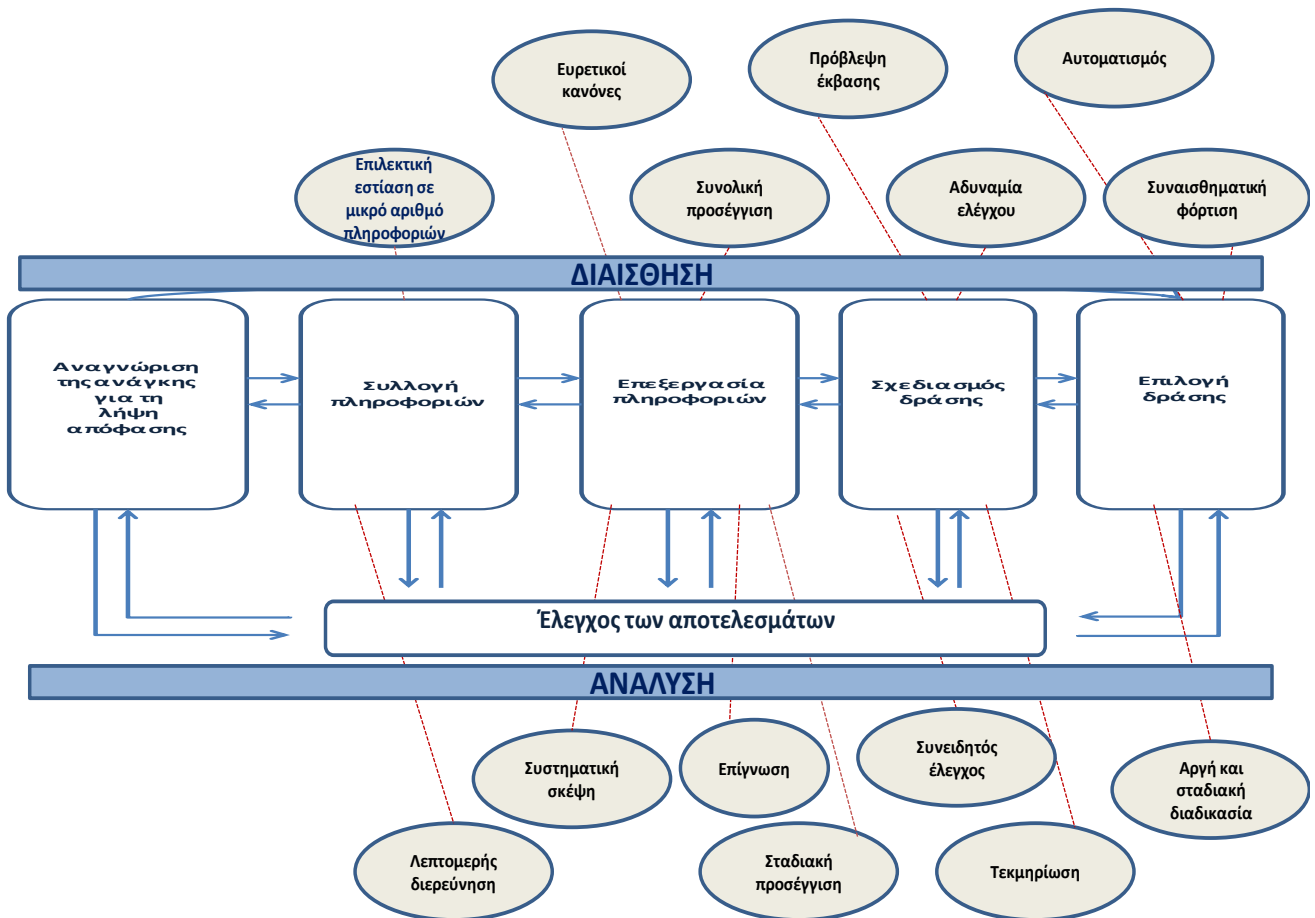 Ευρετικοί
κανόνες
Πρόβλεψη
έκβασης
Αυτοματισμός
Επιλεκτική
εστίαση σε
μικρό αριθμό
πληροφοριών
Συνολική
προσέγγιση
Αδυναμία
ελέγχου
Συναισθηματική
φόρτιση
ΔΙΑΙΣΘΗΣΗ
Αναγνώριση
της ανάγκης
για τη
λήψη
απόφασης
Συλλογή
πληροφοριών
Επεξεργασία
πληροφοριών
Σχεδιασμός
δράσης
Επιλογή
δράσης
Έλεγχος των αποτελεσμάτων
ΑΝΑΛΥΣΗ
Συστηματική
σκέψη
Επίγνωση
Συνειδητός
έλεγχος
Αργή και
σταδιακή
διαδικασία
Λεπτομερής
διερεύνηση
Σταδιακή
προσέγγιση
Τεκμηρίωση